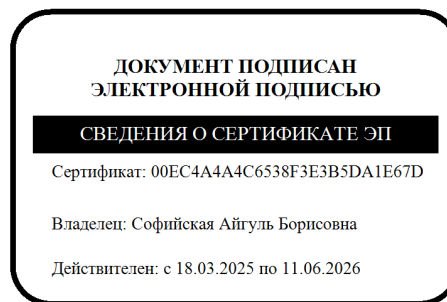 ДОКУМЕНТ ПОДПИСАН
ЭЛЕКТРОННОЙ ПОДПИСЬЮ
СВЕДЕНИЯ О СЕРТИФИКАТЕ ЭП
Сертификат: 00EC4A4A4C6538F3E3B5DA1E67D
Владелец: Софийская Айгуль Борисовна
Действителен: с 18.03.2025 по 11.06.2026